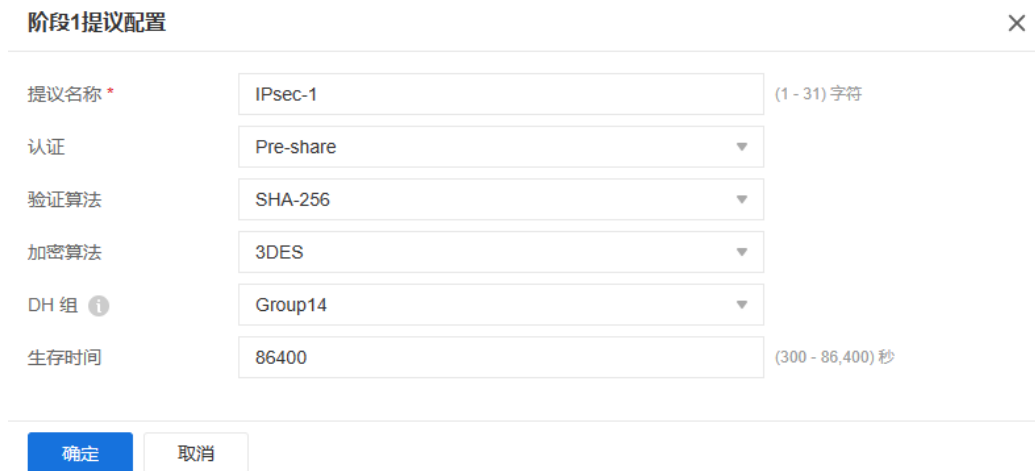 阶段1提议配置
提议名称 * IPsec-1 (1 - 31) 字符
认证 Pre-share
验证算法 SHA-256
加密算法 3DES
DH 组 Group14
生存时间 86400 (300 - 86,400) 秒
确定 取消